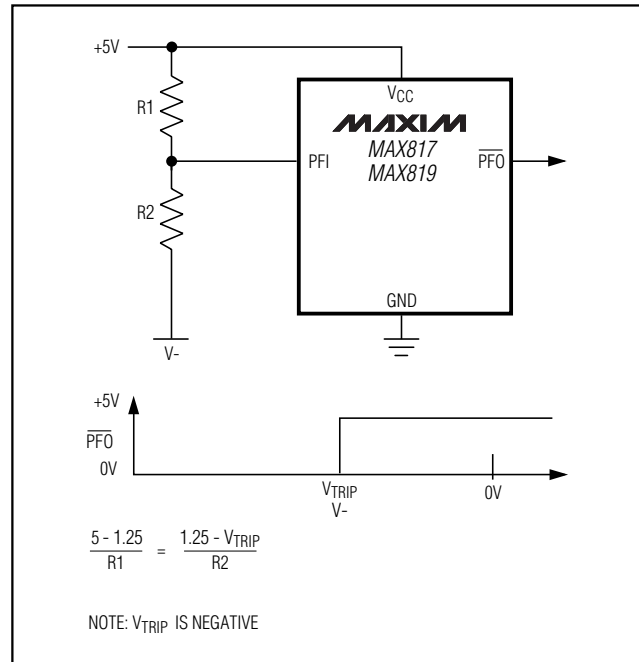 +5V
R1
R2
V-
VCC
MAXIM
MAX817
MAX819
PFI
PFO
GND
+5V
PFO
0V
VTRIP
V-
0V
5 - 1.25
R1
=
1.25 - VTRIP
R2
NOTE: VTRIP IS NEGATIVE